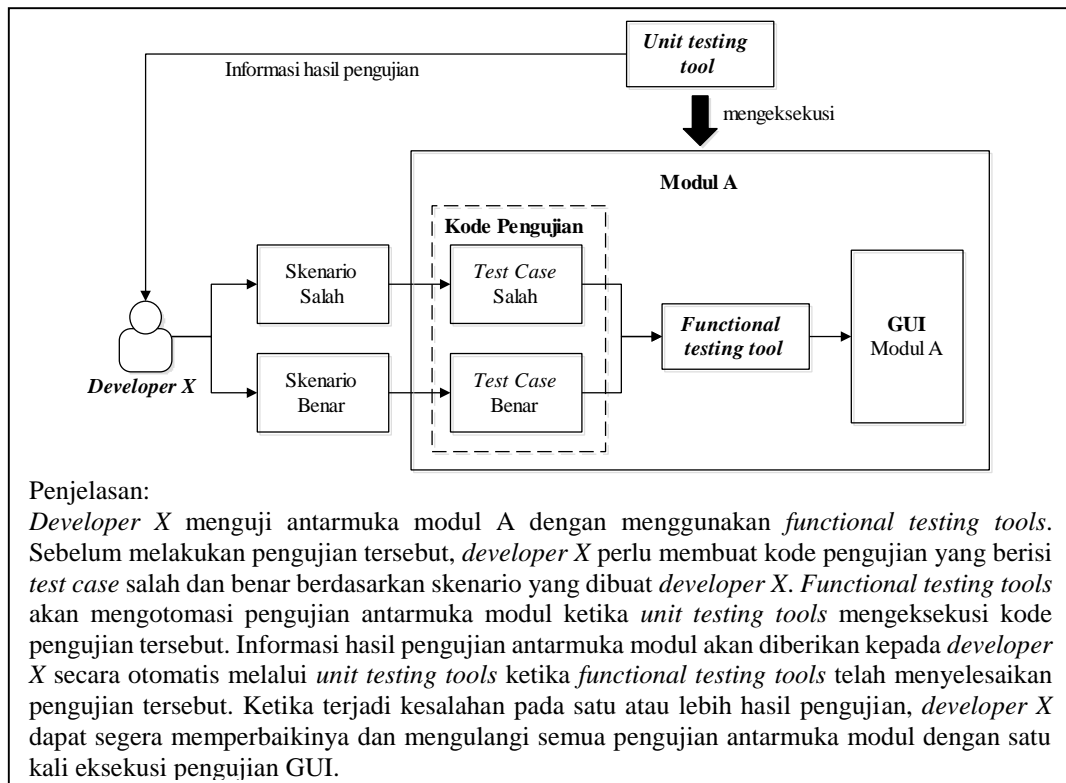 Unit testing
tool
Informasi hasil pengujian
mengeksekusi
Modul A
Kode Pengujian
Skenario
Salah
Test Case
Salah
Functional
testing tool
GUI
Modul A
Developer X
Skenario
Benar
Test Case
Benar
Penjelasan:
Developer X menguji antarmuka modul A dengan menggunakan functional testing tools.
Sebelum melakukan pengujian tersebut, developer X perlu membuat kode pengujian yang berisi
test case salah dan benar berdasarkan skenario yang dibuat developer X. Functional testing tools
akan mengotomasi pengujian antarmuka modul ketika unit testing tools mengeksekusi kode
pengujian tersebut. Informasi hasil pengujian antarmuka modul akan diberikan kepada developer
X secara otomatis melalui unit testing tools ketika functional testing tools telah menyelesaikan
pengujian tersebut. Ketika terjadi kesalahan pada satu atau lebih hasil pengujian, developer X
dapat segera memperbaikinya dan mengulangi semua pengujian antarmuka modul dengan satu
kali eksekusi pengujian GUI.